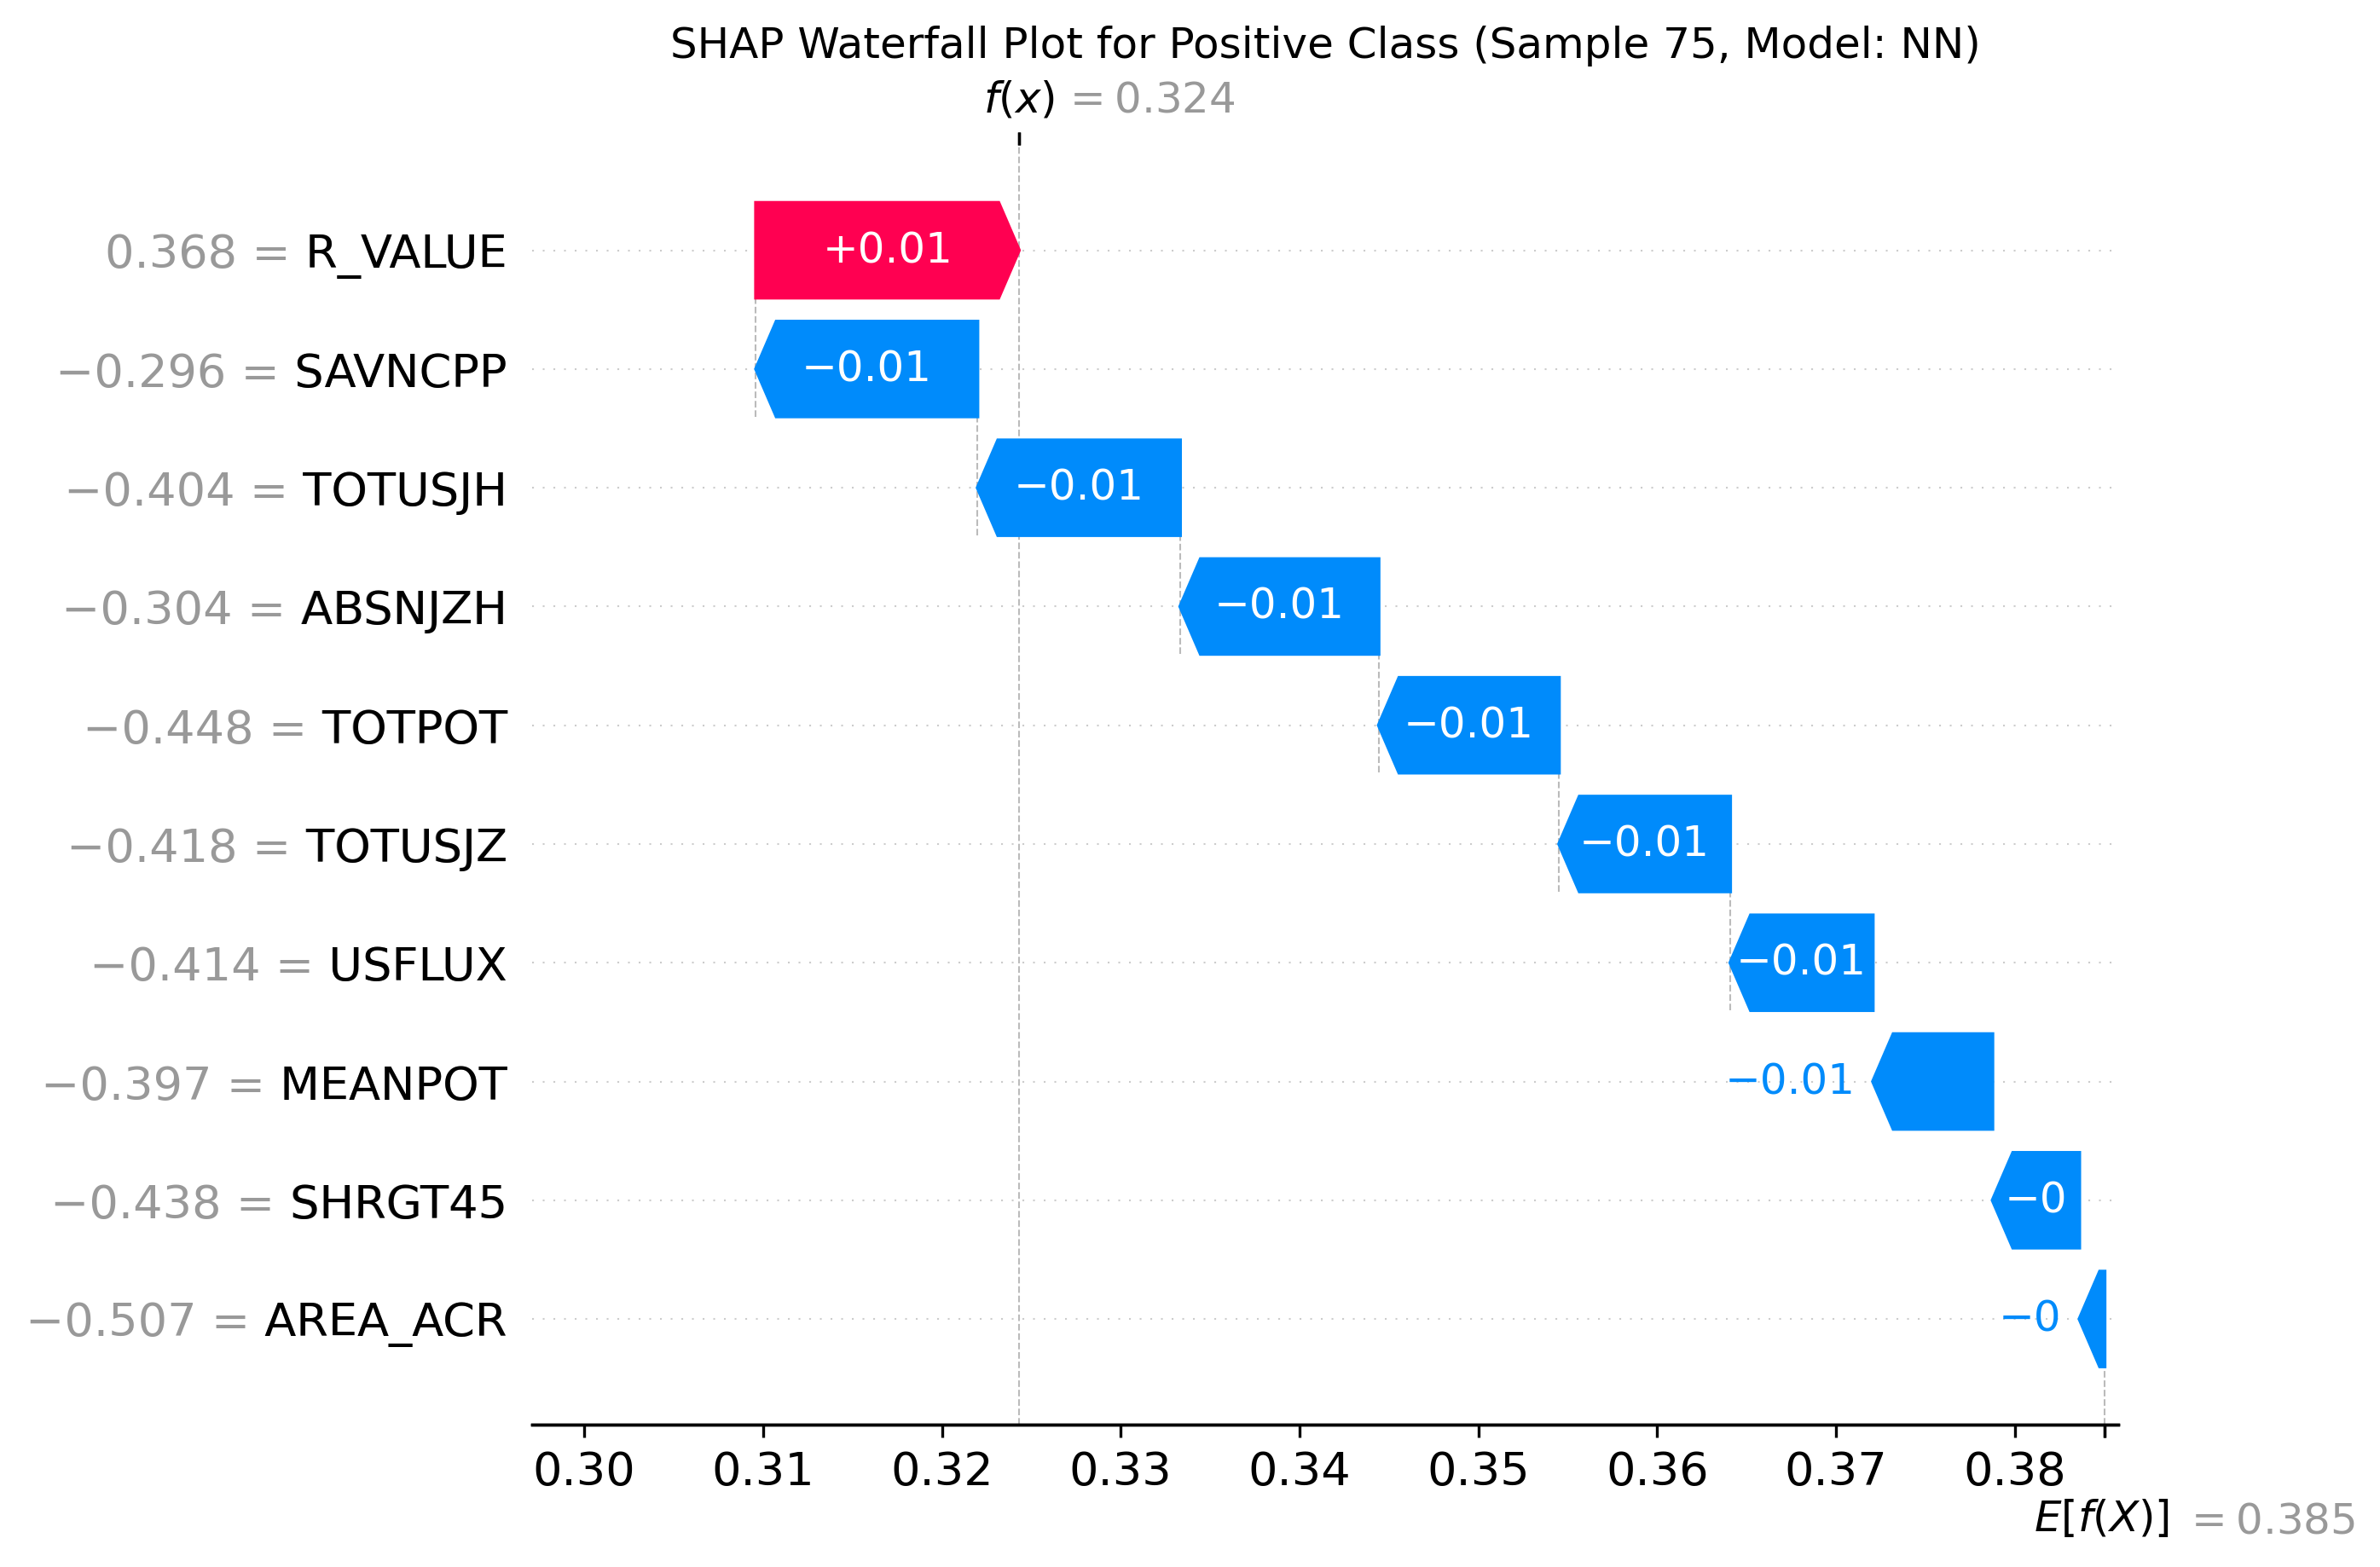 SHAP Waterfall Plot for Positive Class (Sample 75, Model: NN)
f(x) = 0.324
0.368 = R_VALUE +0.01
−0.296 = SAVNCPP −0.01
−0.404 = TOTUSJH −0.01
−0.304 = ABSNJZH −0.01
−0.448 = TOTPOT −0.01
−0.418 = TOTUSJZ −0.01
−0.414 = USFLUX −0.01
−0.397 = MEANPOT −0.01
−0.438 = SHRGT45 −0
−0.507 = AREA_ACR −0
0.30 0.31 0.32 0.33 0.34 0.35 0.36 0.37 0.38
E[f(X)] = 0.385